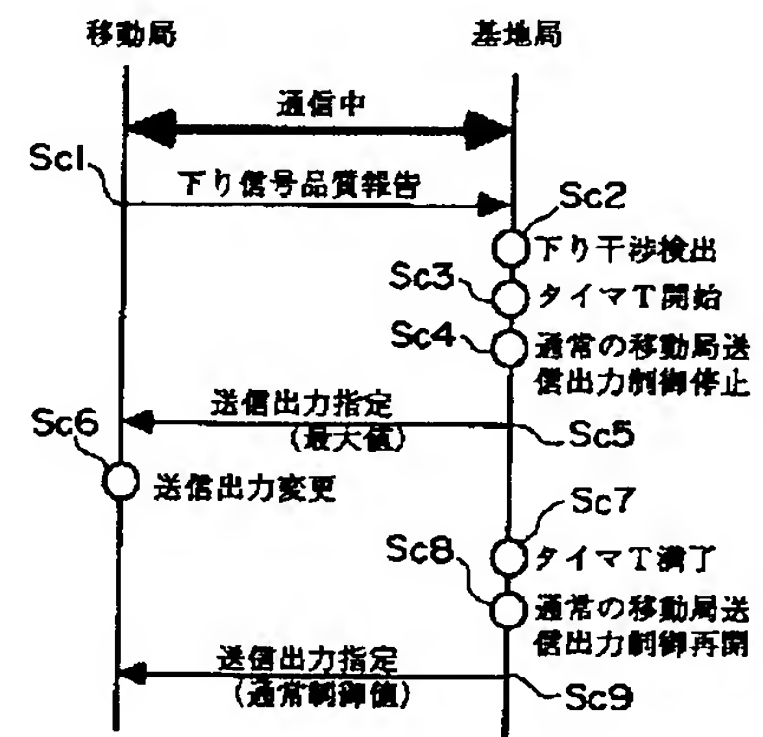 移動局
基地局
通信中
Sc1
下り信号品質報告
Sc2
下り干渉検出
Sc3
タイマT開始
Sc4
通常の移動局送
信出力制御停止
送信出力指定
(最大値)
Sc5
Sc6
送信出力変更
Sc7
タイマT満了
Sc8
通常の移動局送
信出力制御再開
送信出力指定
(通常制御値)
Sc9